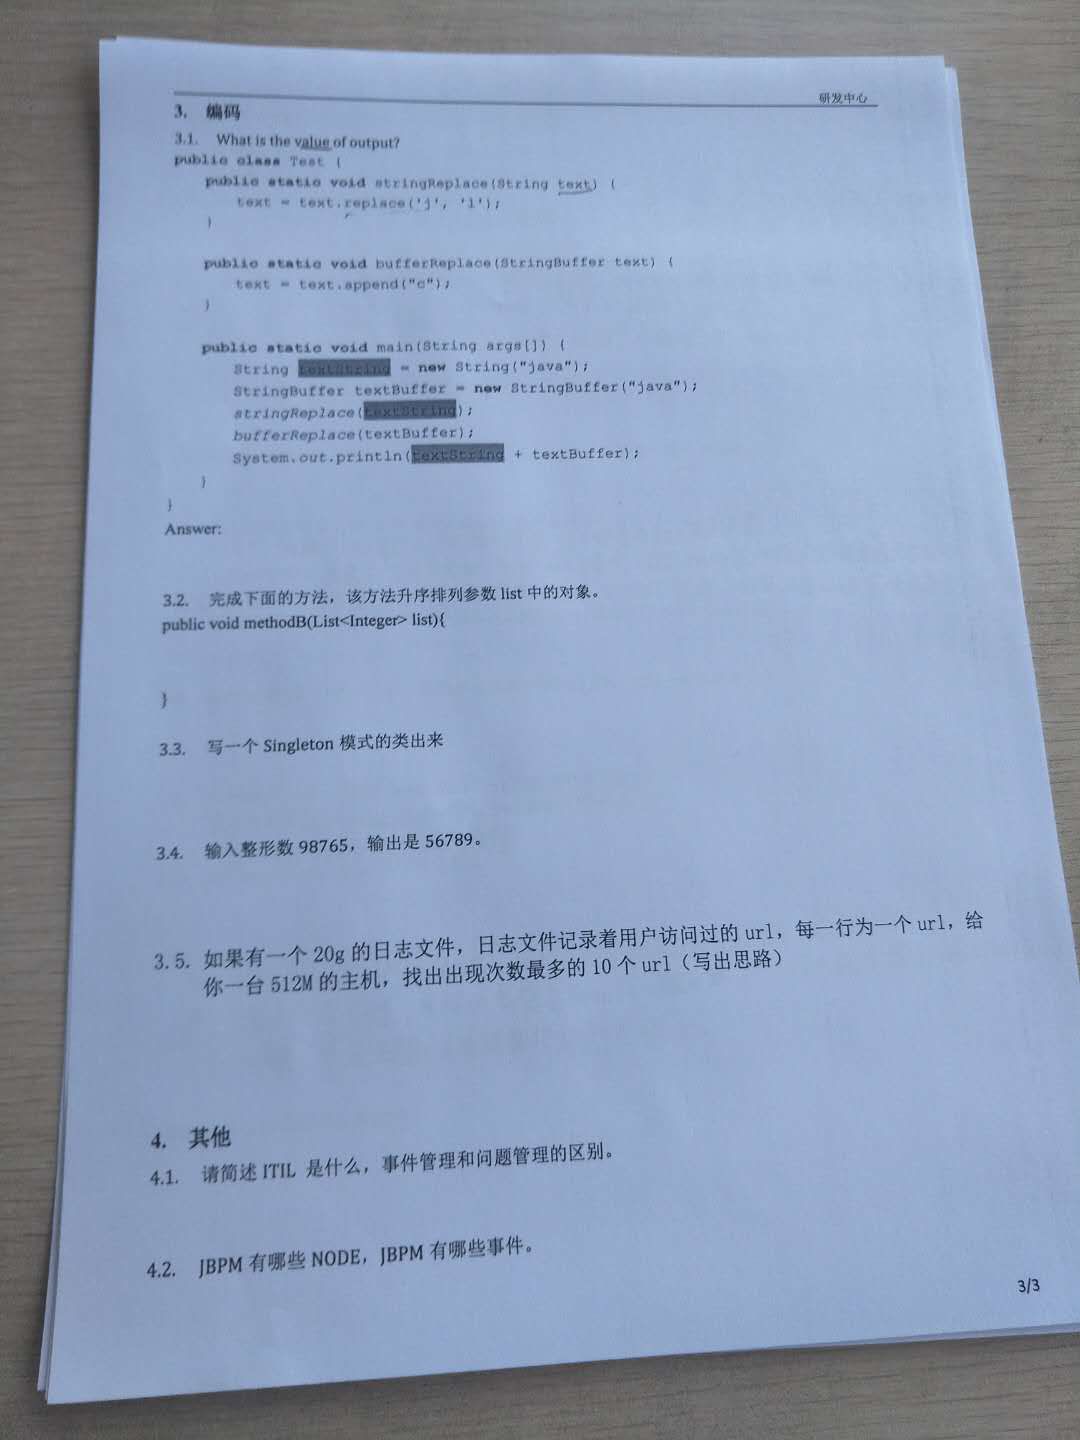 研发中心
3. 编码
3.1. What is the value of output?
public class Test {
public static void stringReplace(String text) {
text = text.replace('j', 'l');
}
public static void bufferReplace(StringBuffer text) {
text = text.append("c");
}
public static void main(String args[]) {
String textString = new String("java");
StringBuffer textBuffer = new StringBuffer("java");
stringReplace(textString);
bufferReplace(textBuffer);
System.out.println(textString + textBuffer);
}
}
Answer:
3.2. 完成下面的方法，该方法升序排列参数 list 中的对象。
public void methodB(List<Integer> list){
}
3.3. 写一个 Singleton 模式的类出来
3.4. 输入整形数 98765，输出是 56789。
3.5. 如果有一个 20g 的日志文件，日志文件记录着用户访问过的 url，每一行为一个 url，给
你一台 512M 的主机，找出出现次数最多的 10 个 url（写出思路）
4. 其他
4.1. 请简述 ITIL 是什么，事件管理和问题管理的区别。
4.2. JBPM 有哪些 NODE，JBPM 有哪些事件。
3/3